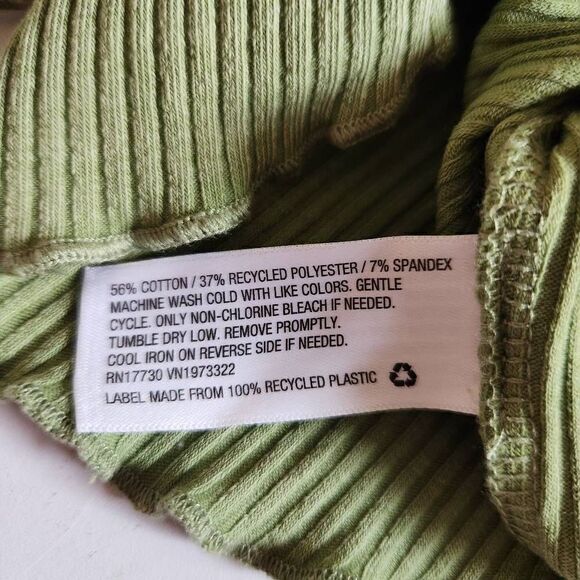 56% COTTON / 37% RECYCLED POLYESTER / 7% SPANDEX
MACHINE WASH COLD WITH LIKE COLORS. GENTLE
CYCLE. ONLY NON-CHLORINE BLEACH IF NEEDED.
TUMBLE DRY LOW. REMOVE PROMPTLY.
COOL IRON ON REVERSE SIDE IF NEEDED.
RN17730 VN1973322
LABEL MADE FROM 100% RECYCLED PLASTIC